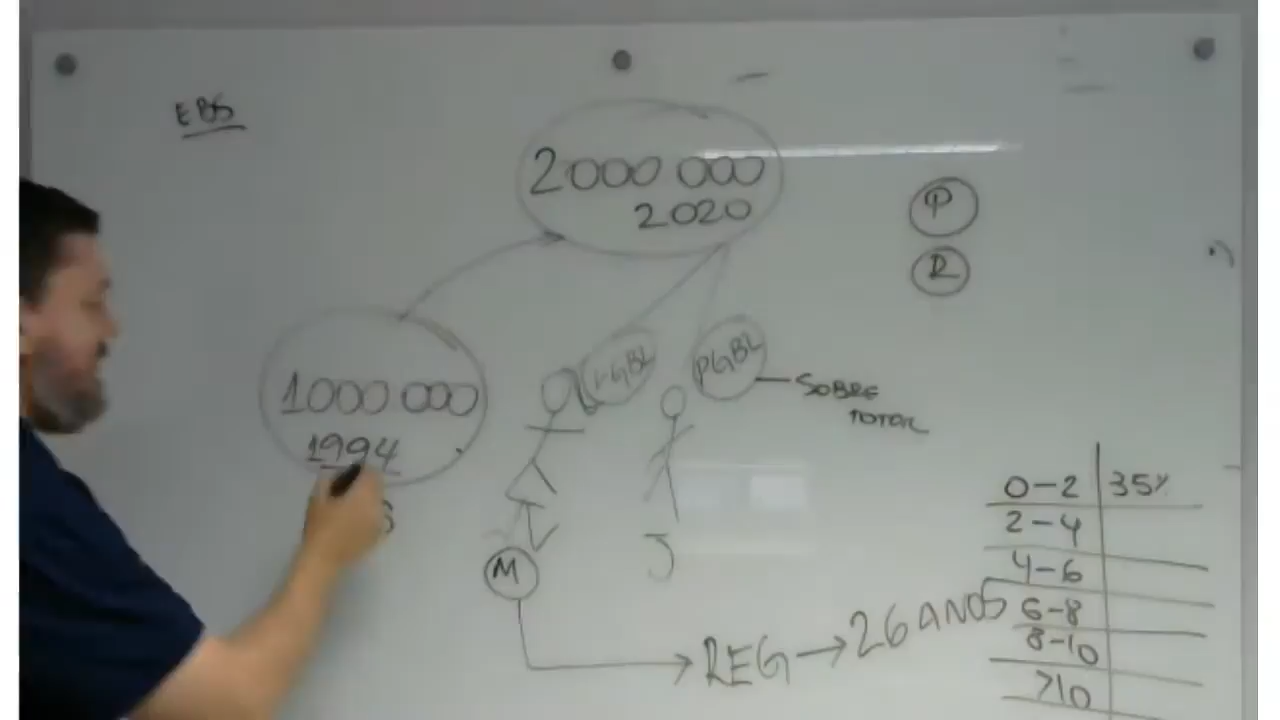 EBS
2000 000
2020
P
R
VGBL
PGBL
SOBRE
TOTAL
1000 000
1994
M
J
REG → 26 ANOS
0-2 35%
2-4
4-6
6-8
8-10
>10